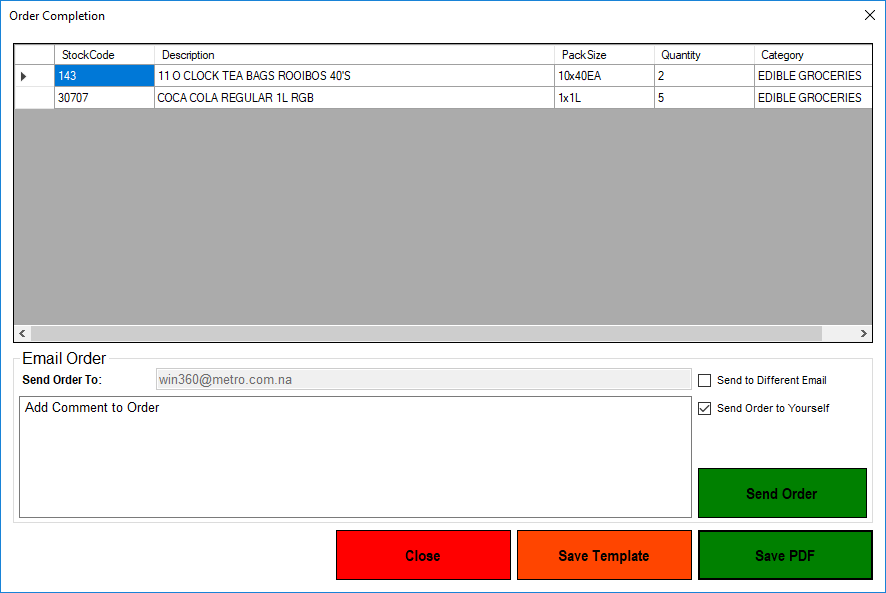 Order Completion
StockCode Description PackSize Quantity Category
143 11 O CLOCK TEA BAGS ROOIBOS 40'S 10x40EA 2 EDIBLE GROCERIES
30707 COCA COLA REGULAR 1L RGB 1x1L 5 EDIBLE GROCERIES
Email Order
Send Order To: win360@metro.com.na Send to Different Email
Add Comment to Order Send Order to Yourself
Send Order
Close Save Template Save PDF